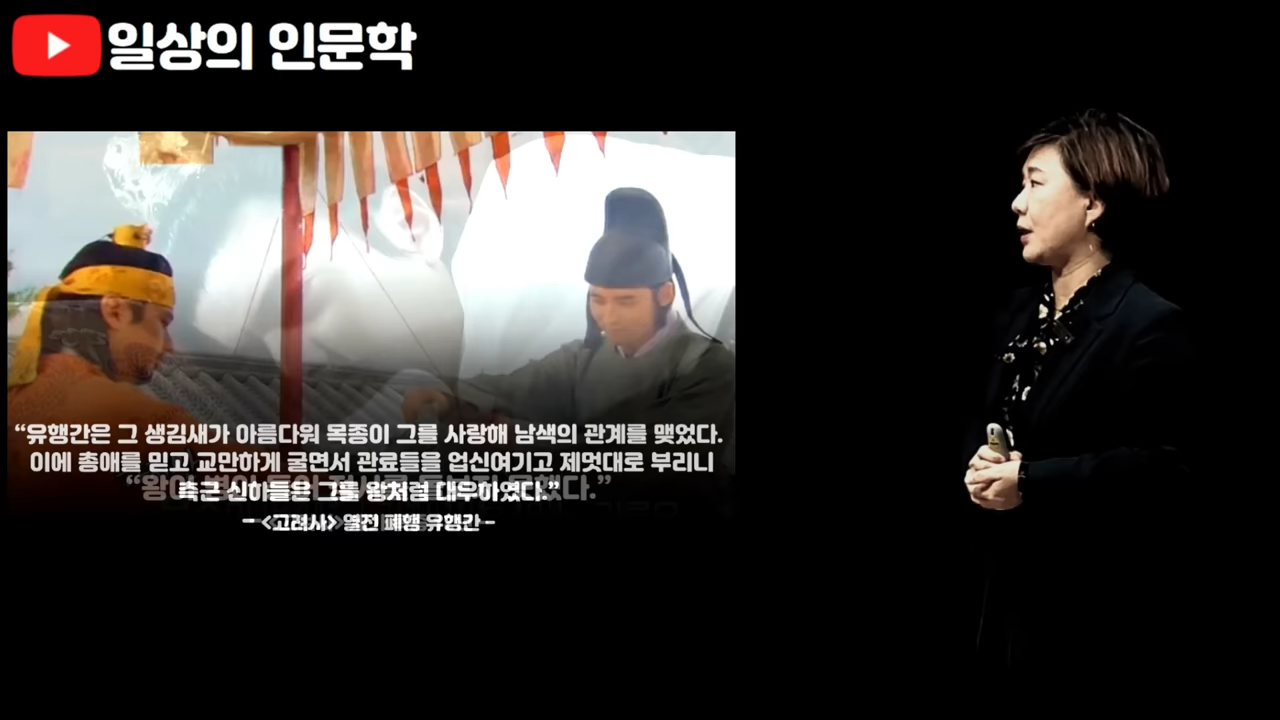 일상의 인문학
“유행간은 그 생김새가 아름다워 목종이 그를 사랑해 남색의 관계를 맺었다.
이에 총애를 믿고 교만하게 굴면서 관료들을 업신여기고 제멋대로 부리니
측근 신하들은 그를 왕처럼 대우하였다.”
- <고려사> 열전 폐행 유행간 -
“왕이
했다.”